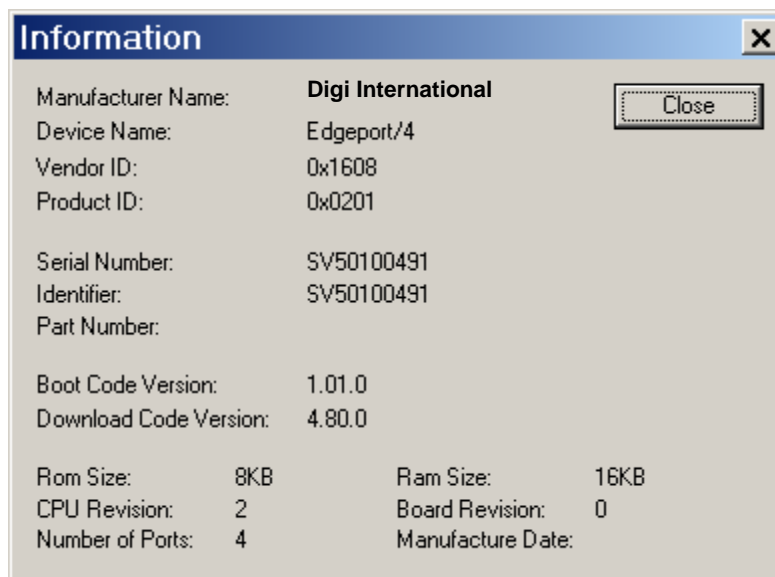 Information
Manufacturer Name: Digi International
Close
Device Name: Edgeport/4
Vendor ID: 0x1608
Product ID: 0x0201
Serial Number: SV50100491
Identifier: SV50100491
Part Number:
Boot Code Version: 1.01.0
Download Code Version: 4.80.0
Rom Size: 8KB Ram Size: 16KB
CPU Revision: 2 Board Revision: 0
Number of Ports: 4 Manufacture Date: